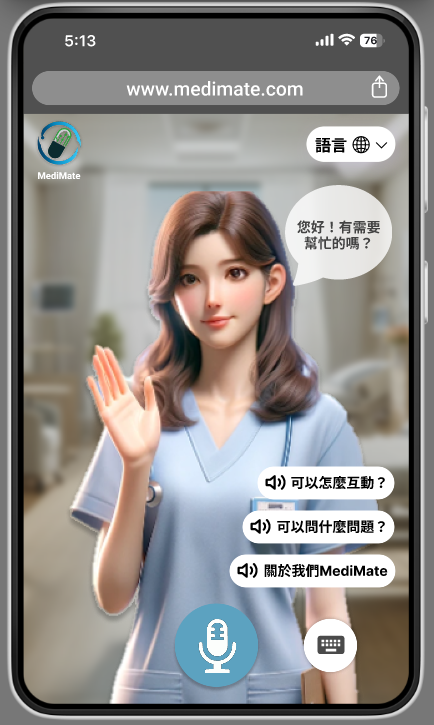 5:13
76
www.medimate.com
MediMate
語言
您好！有需要
幫忙的嗎？
可以怎麼互動？
可以問什麼問題？
關於我們MediMate